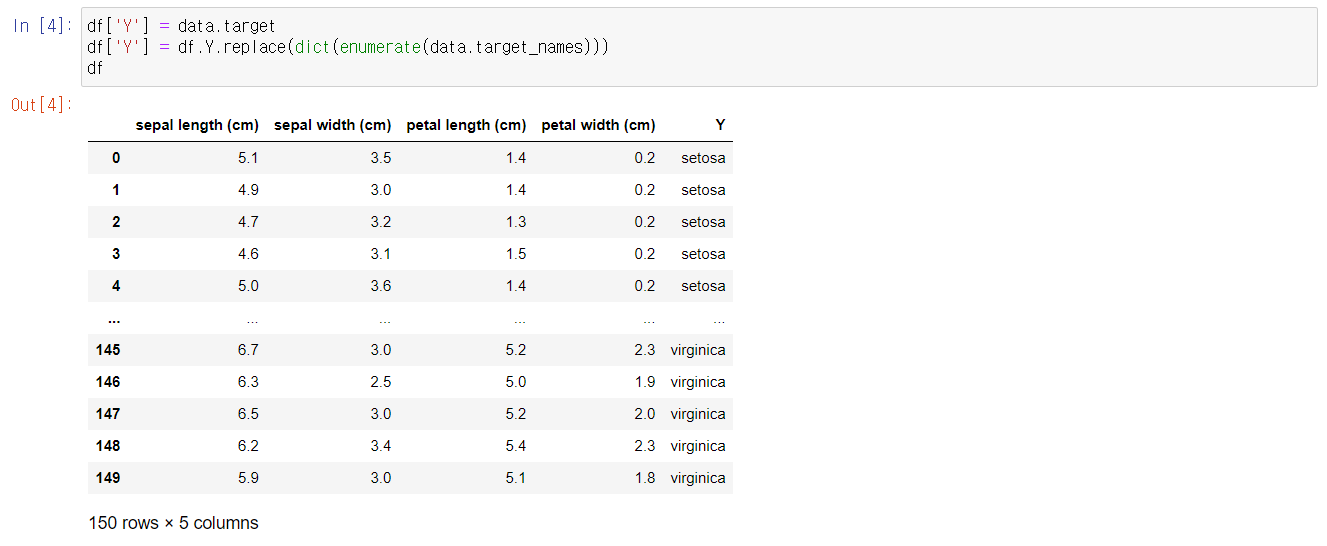 In [4]: df['Y'] = data.target
df['Y'] = df.Y.replace(dict(enumerate(data.target_names)))
df
Out[4]:
sepal length (cm) sepal width (cm) petal length (cm) petal width (cm) Y
0 5.1 3.5 1.4 0.2 setosa
1 4.9 3.0 1.4 0.2 setosa
2 4.7 3.2 1.3 0.2 setosa
3 4.6 3.1 1.5 0.2 setosa
4 5.0 3.6 1.4 0.2 setosa
... ... ... ... ... ...
145 6.7 3.0 5.2 2.3 virginica
146 6.3 2.5 5.0 1.9 virginica
147 6.5 3.0 5.2 2.0 virginica
148 6.2 3.4 5.4 2.3 virginica
149 5.9 3.0 5.1 1.8 virginica
150 rows × 5 columns